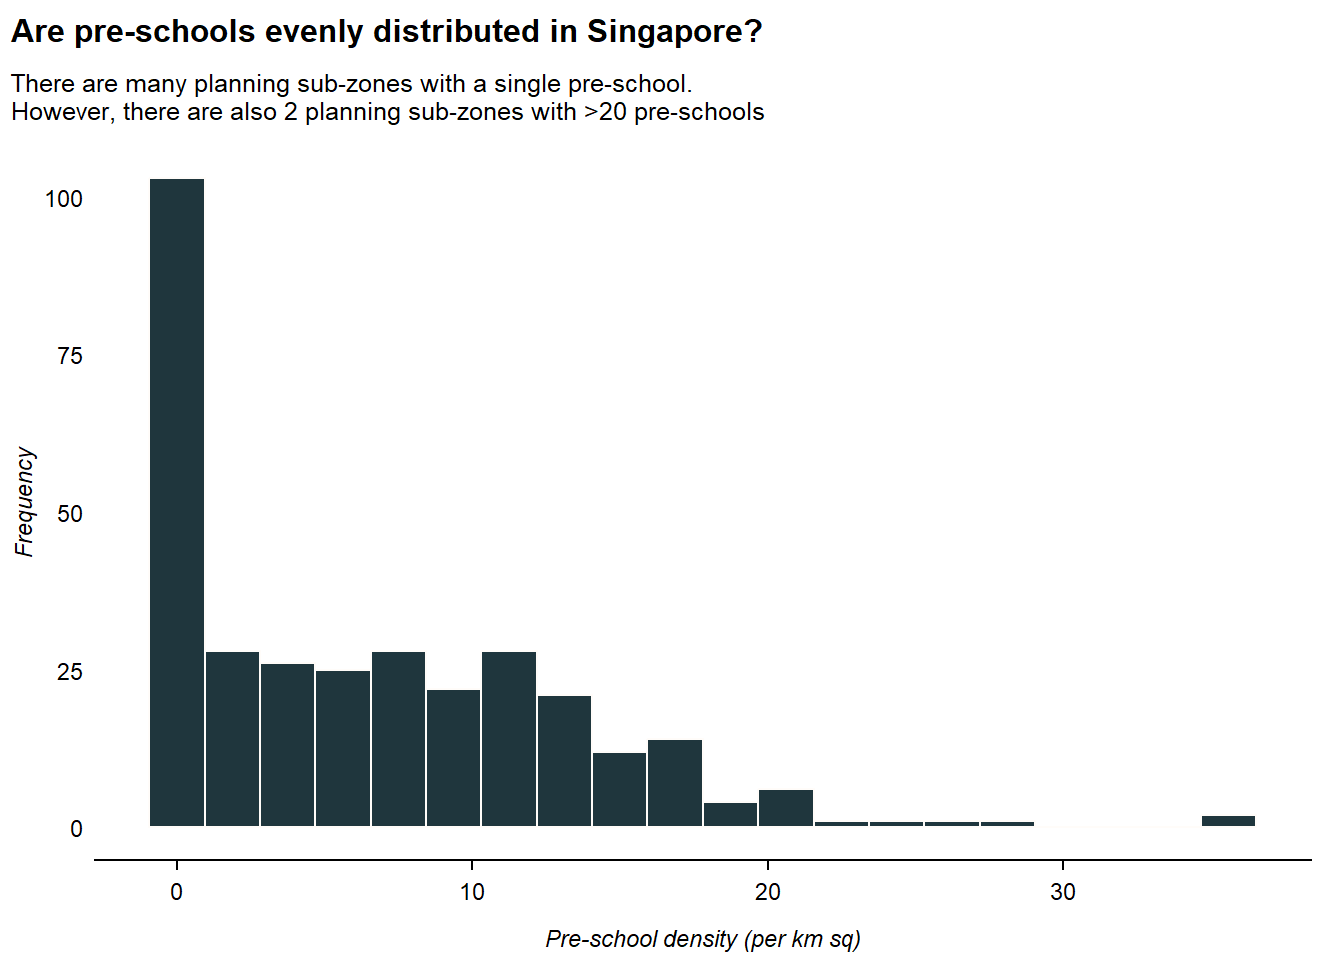 Are pre-schools evenly distributed in Singapore?
There are many planning sub-zones with a single pre-school.
However, there are also 2 planning sub-zones with >20 pre-schools
100
75
50
25
0
Frequency
0 10 20 30
Pre-school density (per km sq)